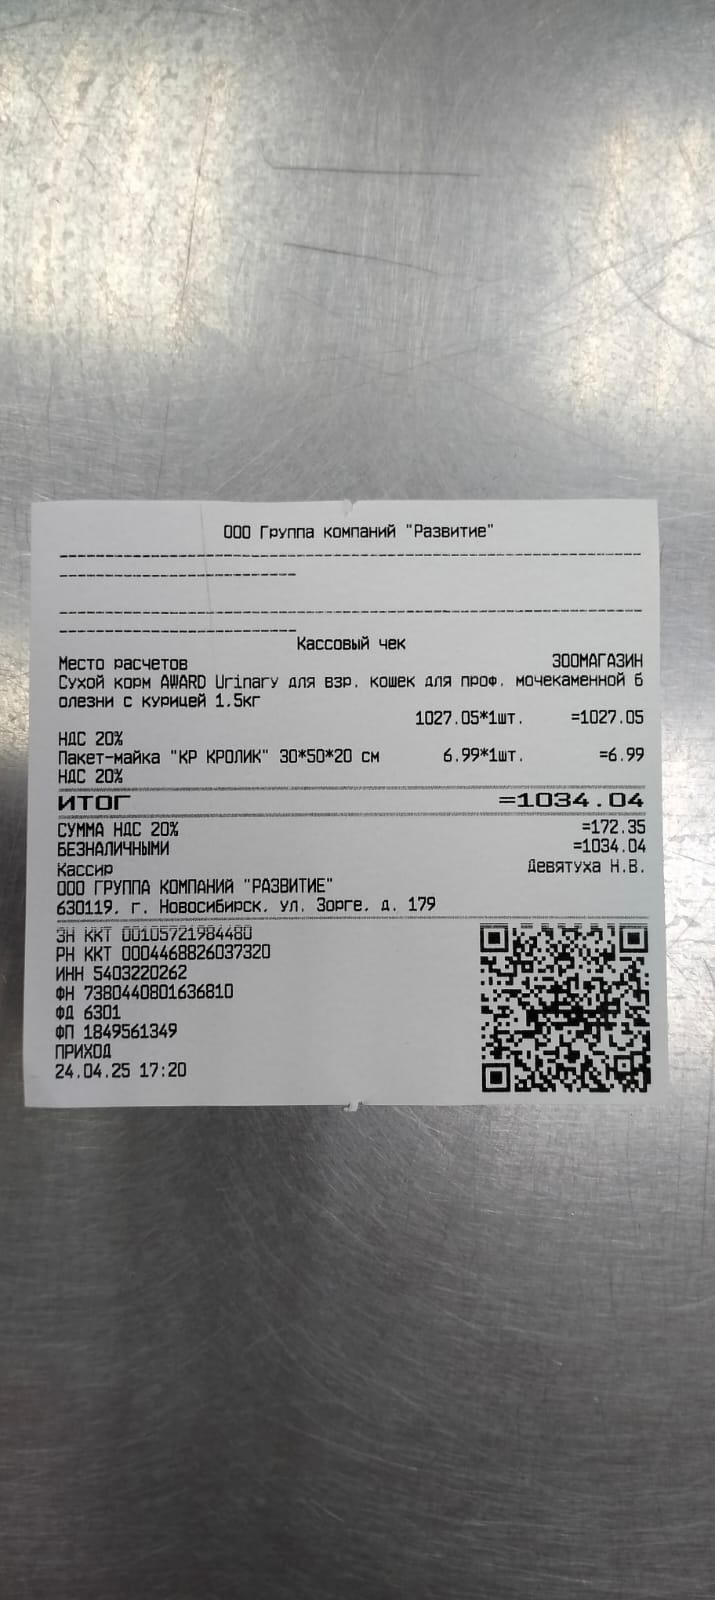 ООО Группа компаний "Развитие"
Кассовый чек
Место расчетов ЗООМАГАЗИН
Сухой корм AWARD Urinary для взр. кошек для проф. мочекаменной б
олезни с курицей 1.5кг
1027.05*1шт. =1027.05
НДС 20%
Пакет-майка "КР КРОЛИК" 30*50*20 см 6.99*1шт. =6.99
НДС 20%
ИТОГ =1034.04
СУММА НДС 20% =172.35
БЕЗНАЛИЧНЫМИ =1034.04
Кассир Девятуха Н.В.
ООО ГРУППА КОМПАНИЙ "РАЗВИТИЕ"
630119, г. Новосибирск, ул. Зорге, д. 179
ЗН ККТ 00105721984480
РН ККТ 0004468826037320
ИНН 5403220262
ФН 7380440801636810
ФД 6301
ФП 1849561349
ПРИХОД
24.04.25 17:20